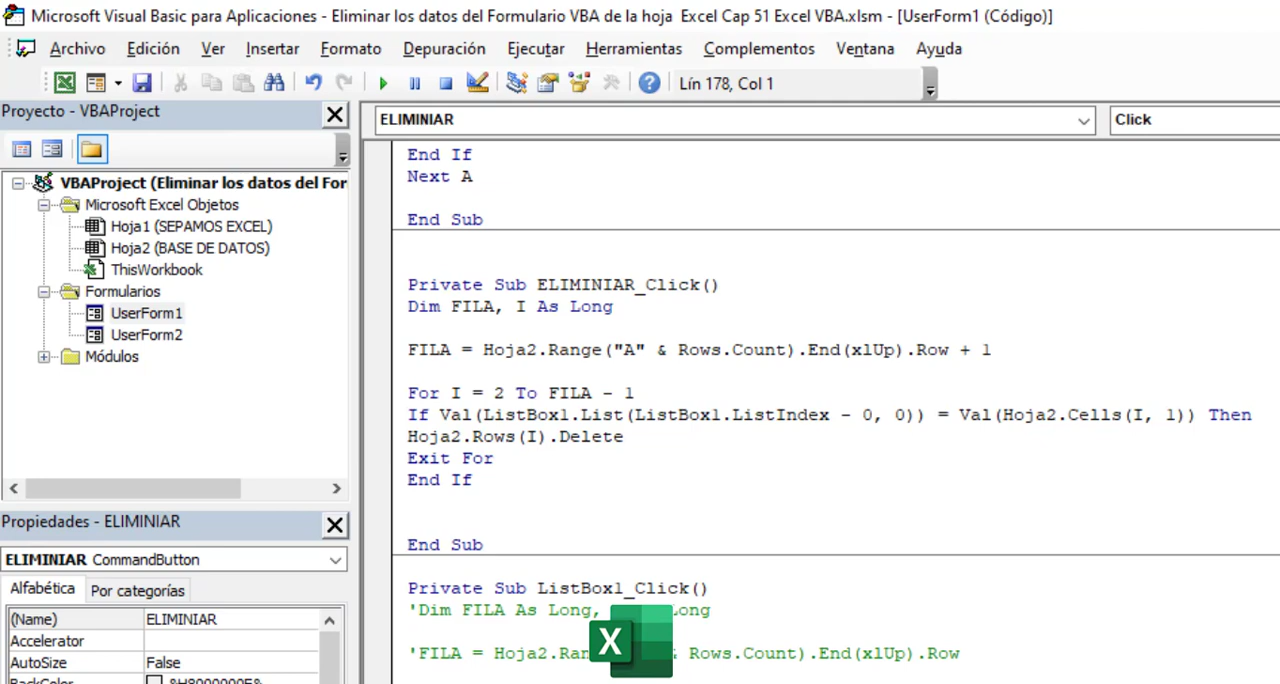 Microsoft Visual Basic para Aplicaciones - Eliminar los datos del Formulario VBA de la hoja Excel Cap 51 Excel VBA.xlsm - [UserForm1 (Código)]
Archivo Edición Ver Insertar Formato Depuración Ejecutar Herramientas Complementos Ventana Ayuda
Lín 178, Col 1
Proyecto - VBAProject
VBAProject (Eliminar los datos del For
Microsoft Excel Objetos
Hoja1 (SEPAMOS EXCEL)
Hoja2 (BASE DE DATOS)
ThisWorkbook
Formularios
UserForm1
UserForm2
Módulos
Propiedades - ELIMINIAR
ELIMINIAR CommandButton
Alfabética Por categorías
(Name) ELIMINIAR
Accelerator
AutoSize False
BackColor &H8000000F&
ELIMINIAR Click
End If
Next A
End Sub
Private Sub ELIMINIAR_Click()
Dim FILA, I As Long
FILA = Hoja2.Range("A" & Rows.Count).End(xlUp).Row + 1
For I = 2 To FILA - 1
If Val(ListBox1.List(ListBox1.ListIndex - 0, 0)) = Val(Hoja2.Cells(I, 1)) Then
Hoja2.Rows(I).Delete
Exit For
End If
End Sub
Private Sub ListBox1_Click()
'Dim FILA As Long, Long
'FILA = Hoja2.Ran & Rows.Count).End(xlUp).Row
X